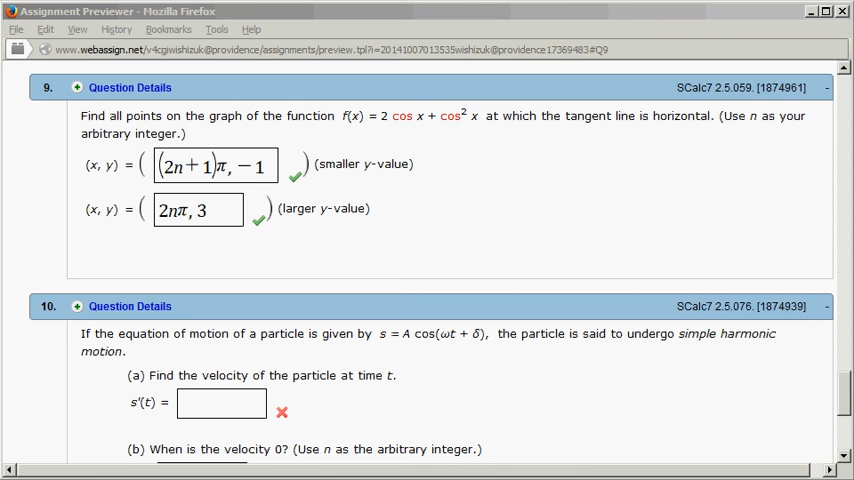 Assignment Previewer - Mozilla Firefox
File Edit View History Bookmarks Tools Help
www.webassign.net/v4cgiwishizuk@providence/assignments/preview.tpl?i=20141007013535wishizuk@providence17369483#Q9
9. Question Details SCalc7 2.5.059. [1874961] -
Find all points on the graph of the function f(x) = 2 cos x + cos² x at which the tangent line is horizontal. (Use n as your
arbitrary integer.)
(x, y) = ( (2n+1)π, −1 ) (smaller y-value)
(x, y) = ( 2nπ, 3 ) (larger y-value)
10. Question Details SCalc7 2.5.076. [1874939] -
If the equation of motion of a particle is given by s = A cos(ωt + δ), the particle is said to undergo simple harmonic
motion.
(a) Find the velocity of the particle at time t.
s'(t) =
(b) When is the velocity 0? (Use n as the arbitrary integer.)